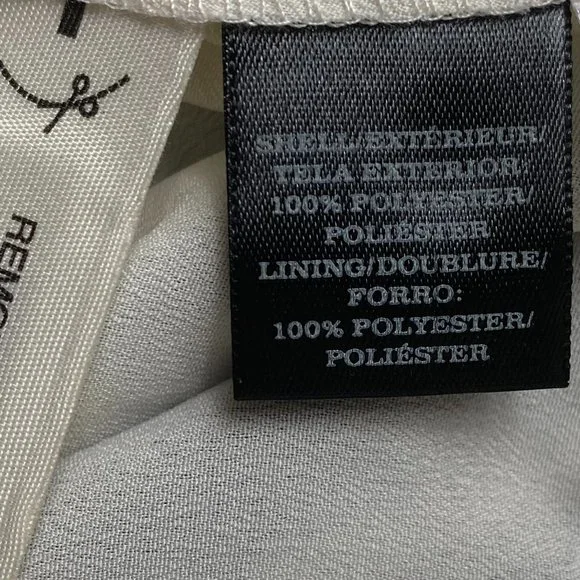 SHELL/EXTÉRIEUR/
TELA EXTERIOR:
100% POLYESTER/
POLIÉSTER
LINING/DOUBLURE/
FORRO:
100% POLYESTER/
POLIÉSTER
REMO